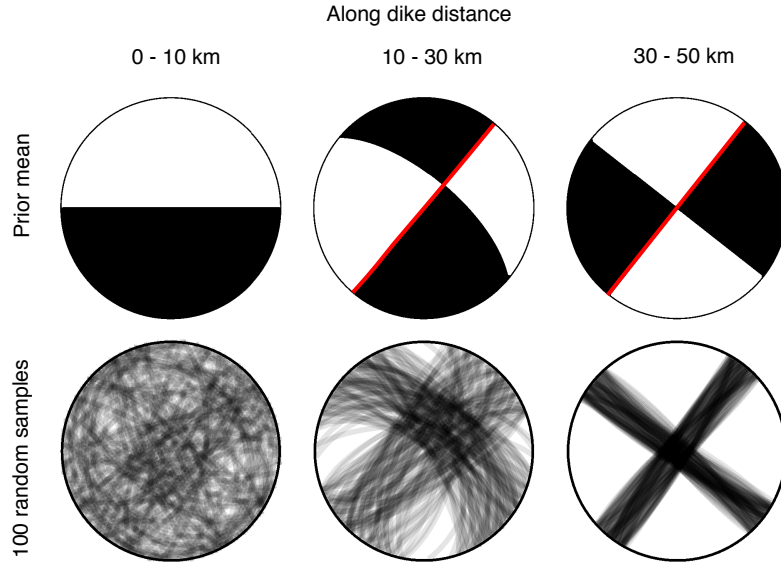 Along dike distance
0 - 10 km
10 - 30 km
30 - 50 km
Prior mean
100 random samples